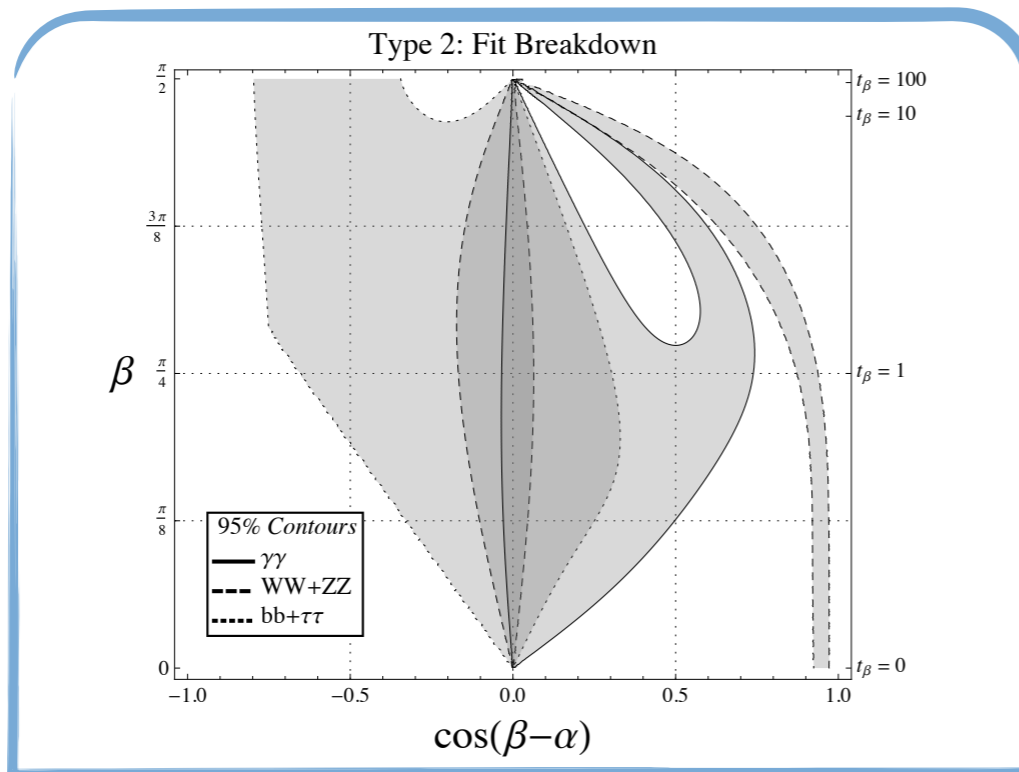 Type 2: Fit Breakdown
π/2
3π/8
π/4
π/8
0
β
t_β = 100
t_β = 10
t_β = 1
t_β = 0
95% Contours
γγ
WW+ZZ
bb+ττ
−1.0 −0.5 0.0 0.5 1.0
cos(β−α)